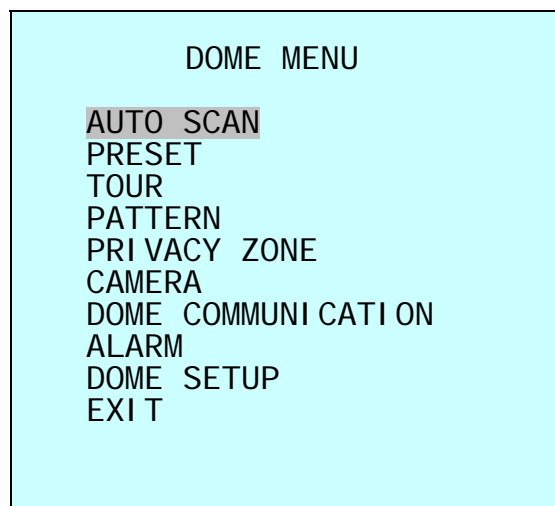 DOME MENU
AUTO SCAN
PRESET
TOUR
PATTERN
PRIVACY ZONE
CAMERA
DOME COMMUNICATION
ALARM
DOME SETUP
EXIT